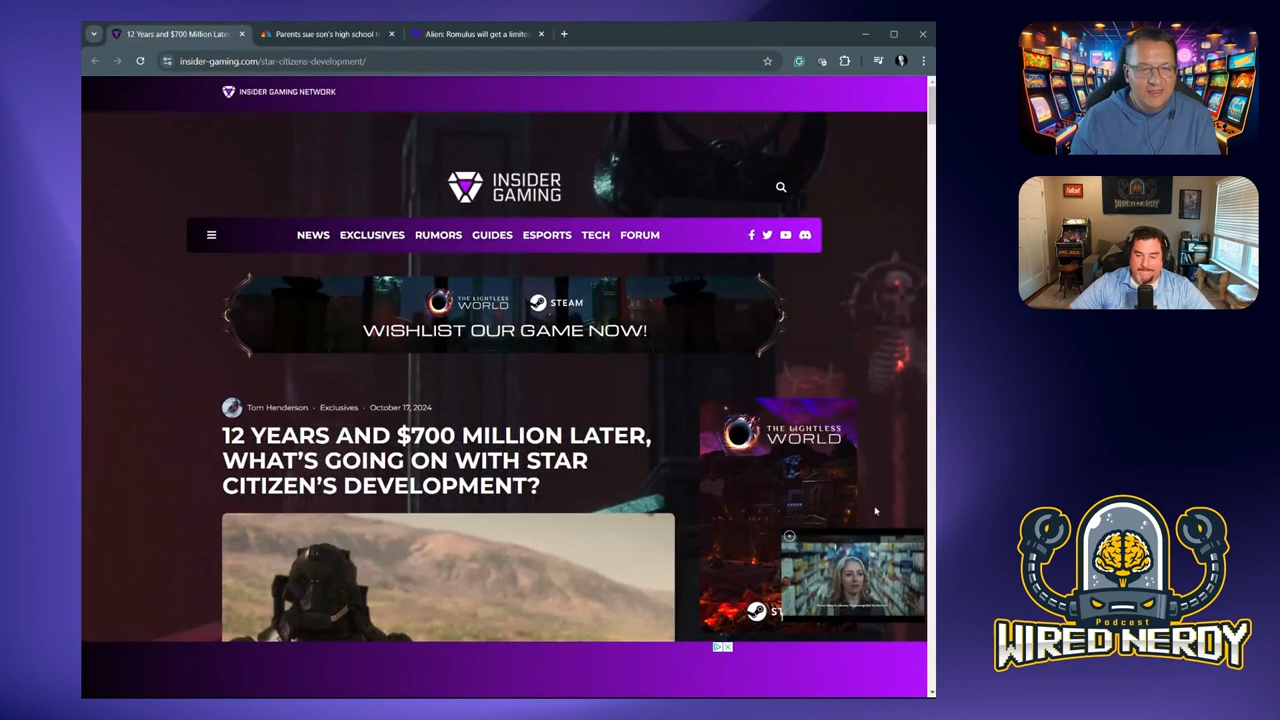 12 Years and $700 Million Late
Parents sue son's high school
Alien: Romulus will get a limite
insider-gaming.com/star-citizens-development/
INSIDER GAMING NETWORK
INSIDER
GAMING
NEWS EXCLUSIVES RUMORS GUIDES ESPORTS TECH FORUM
THE LIGHTLESS
WORLD
STEAM
WISHLIST OUR GAME NOW!
Tom Henderson · Exclusives · October 17, 2024
12 YEARS AND $700 MILLION LATER,
WHAT'S GOING ON WITH STAR
CITIZEN'S DEVELOPMENT?
THE LIGHTLESS
WORLD
ST
WIRED NERDY
Podcast
WIRED NERDY